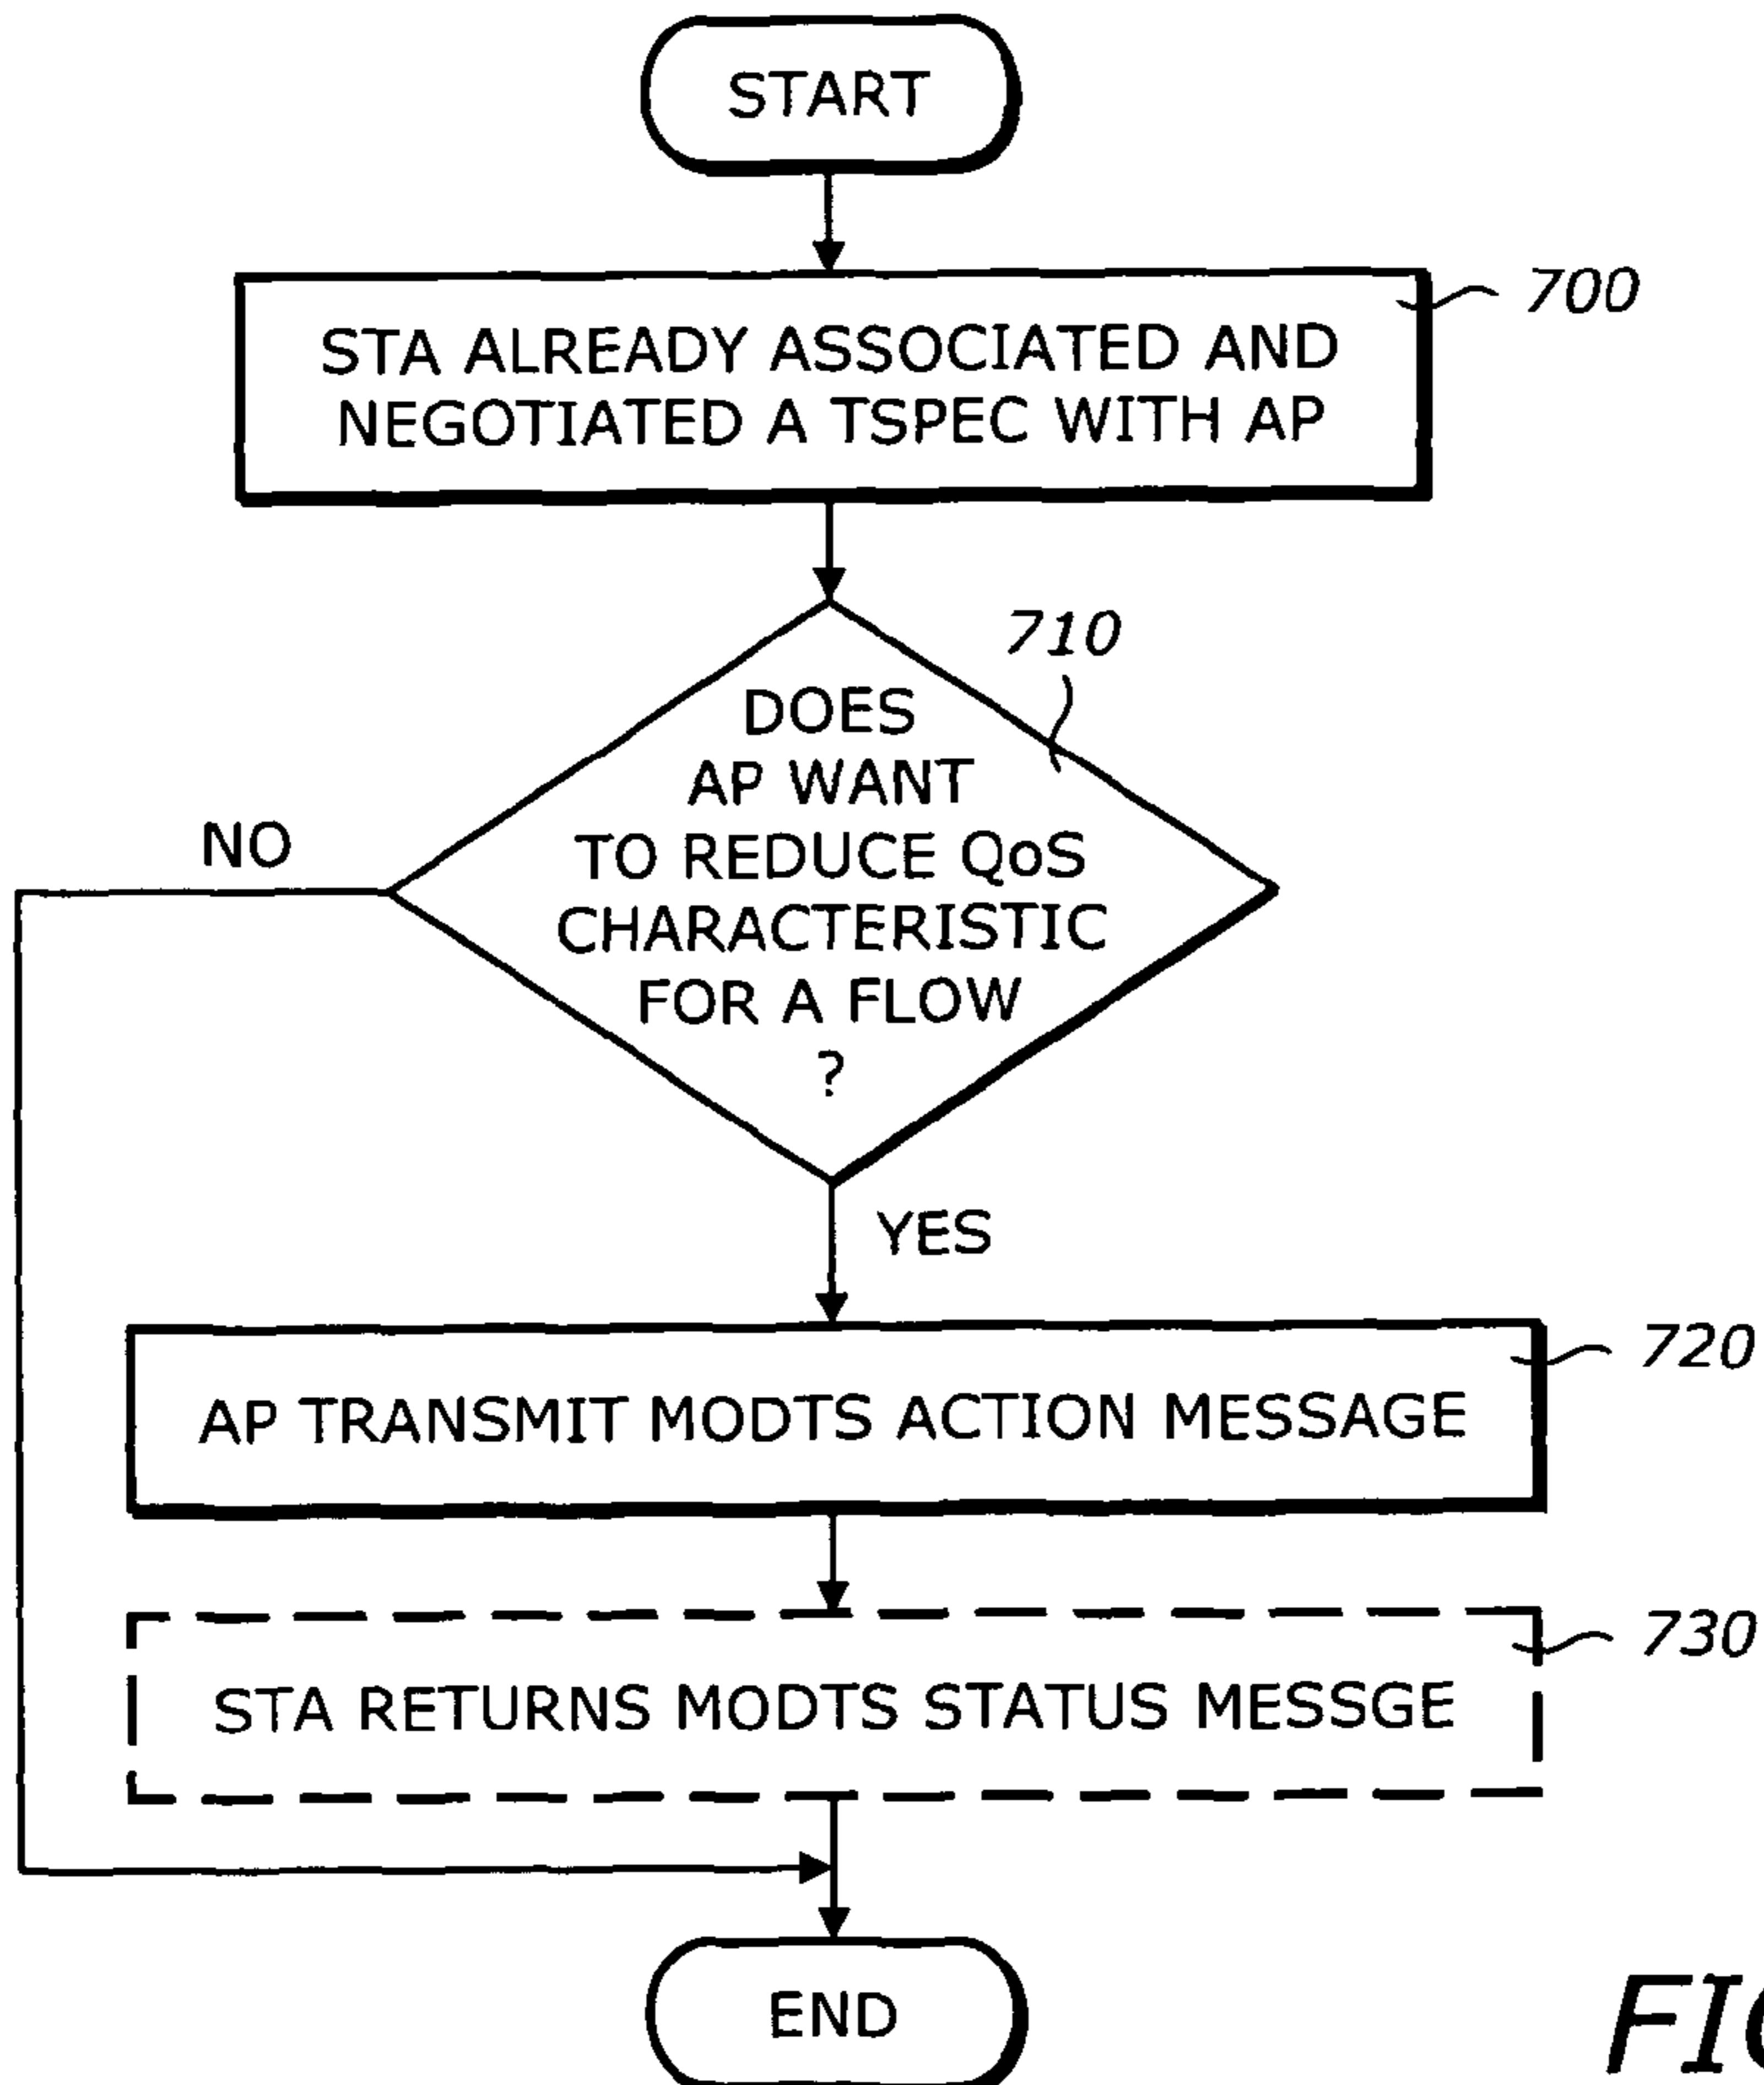 START
700
STA ALREADY ASSOCIATED AND
NEGOTIATED A TSPEC WITH AP
710
DOES
AP WANT
TO REDUCE QoS
CHARACTERISTIC
FOR A FLOW
?
NO
YES
720
AP TRANSMIT MODTS ACTION MESSAGE
730
STA RETURNS MODTS STATUS MESSGE
END